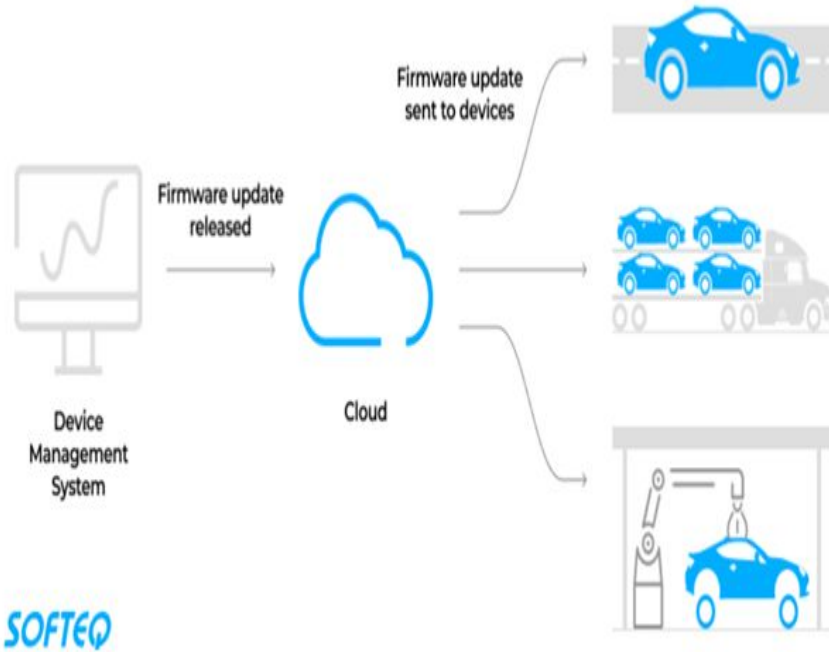 Firmware update
sent to devices
Firmware update
released
Device
Management
System
Cloud
SOFTEQ